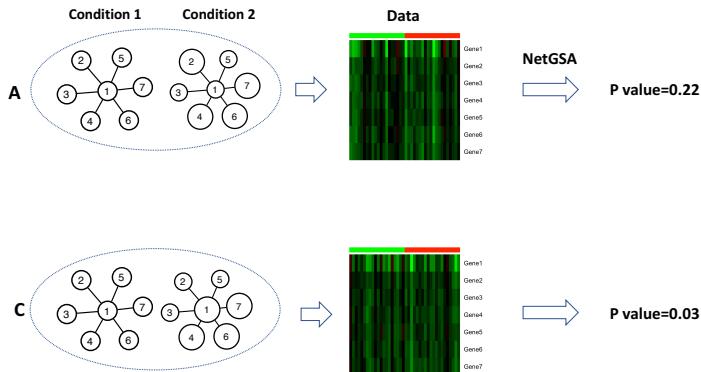 Condition 1 Condition 2 Data
A
2 5 1 3 7 4 6
2 5 1 3 7 4 6
Gene1
Gene2
Gene3
Gene4
Gene5
Gene6
Gene7
NetGSA
P value=0.22
C
2 5 1 3 7 4 6
2 5 1 3 7 4 6
Gene1
Gene2
Gene3
Gene4
Gene5
Gene6
Gene7
P value=0.03